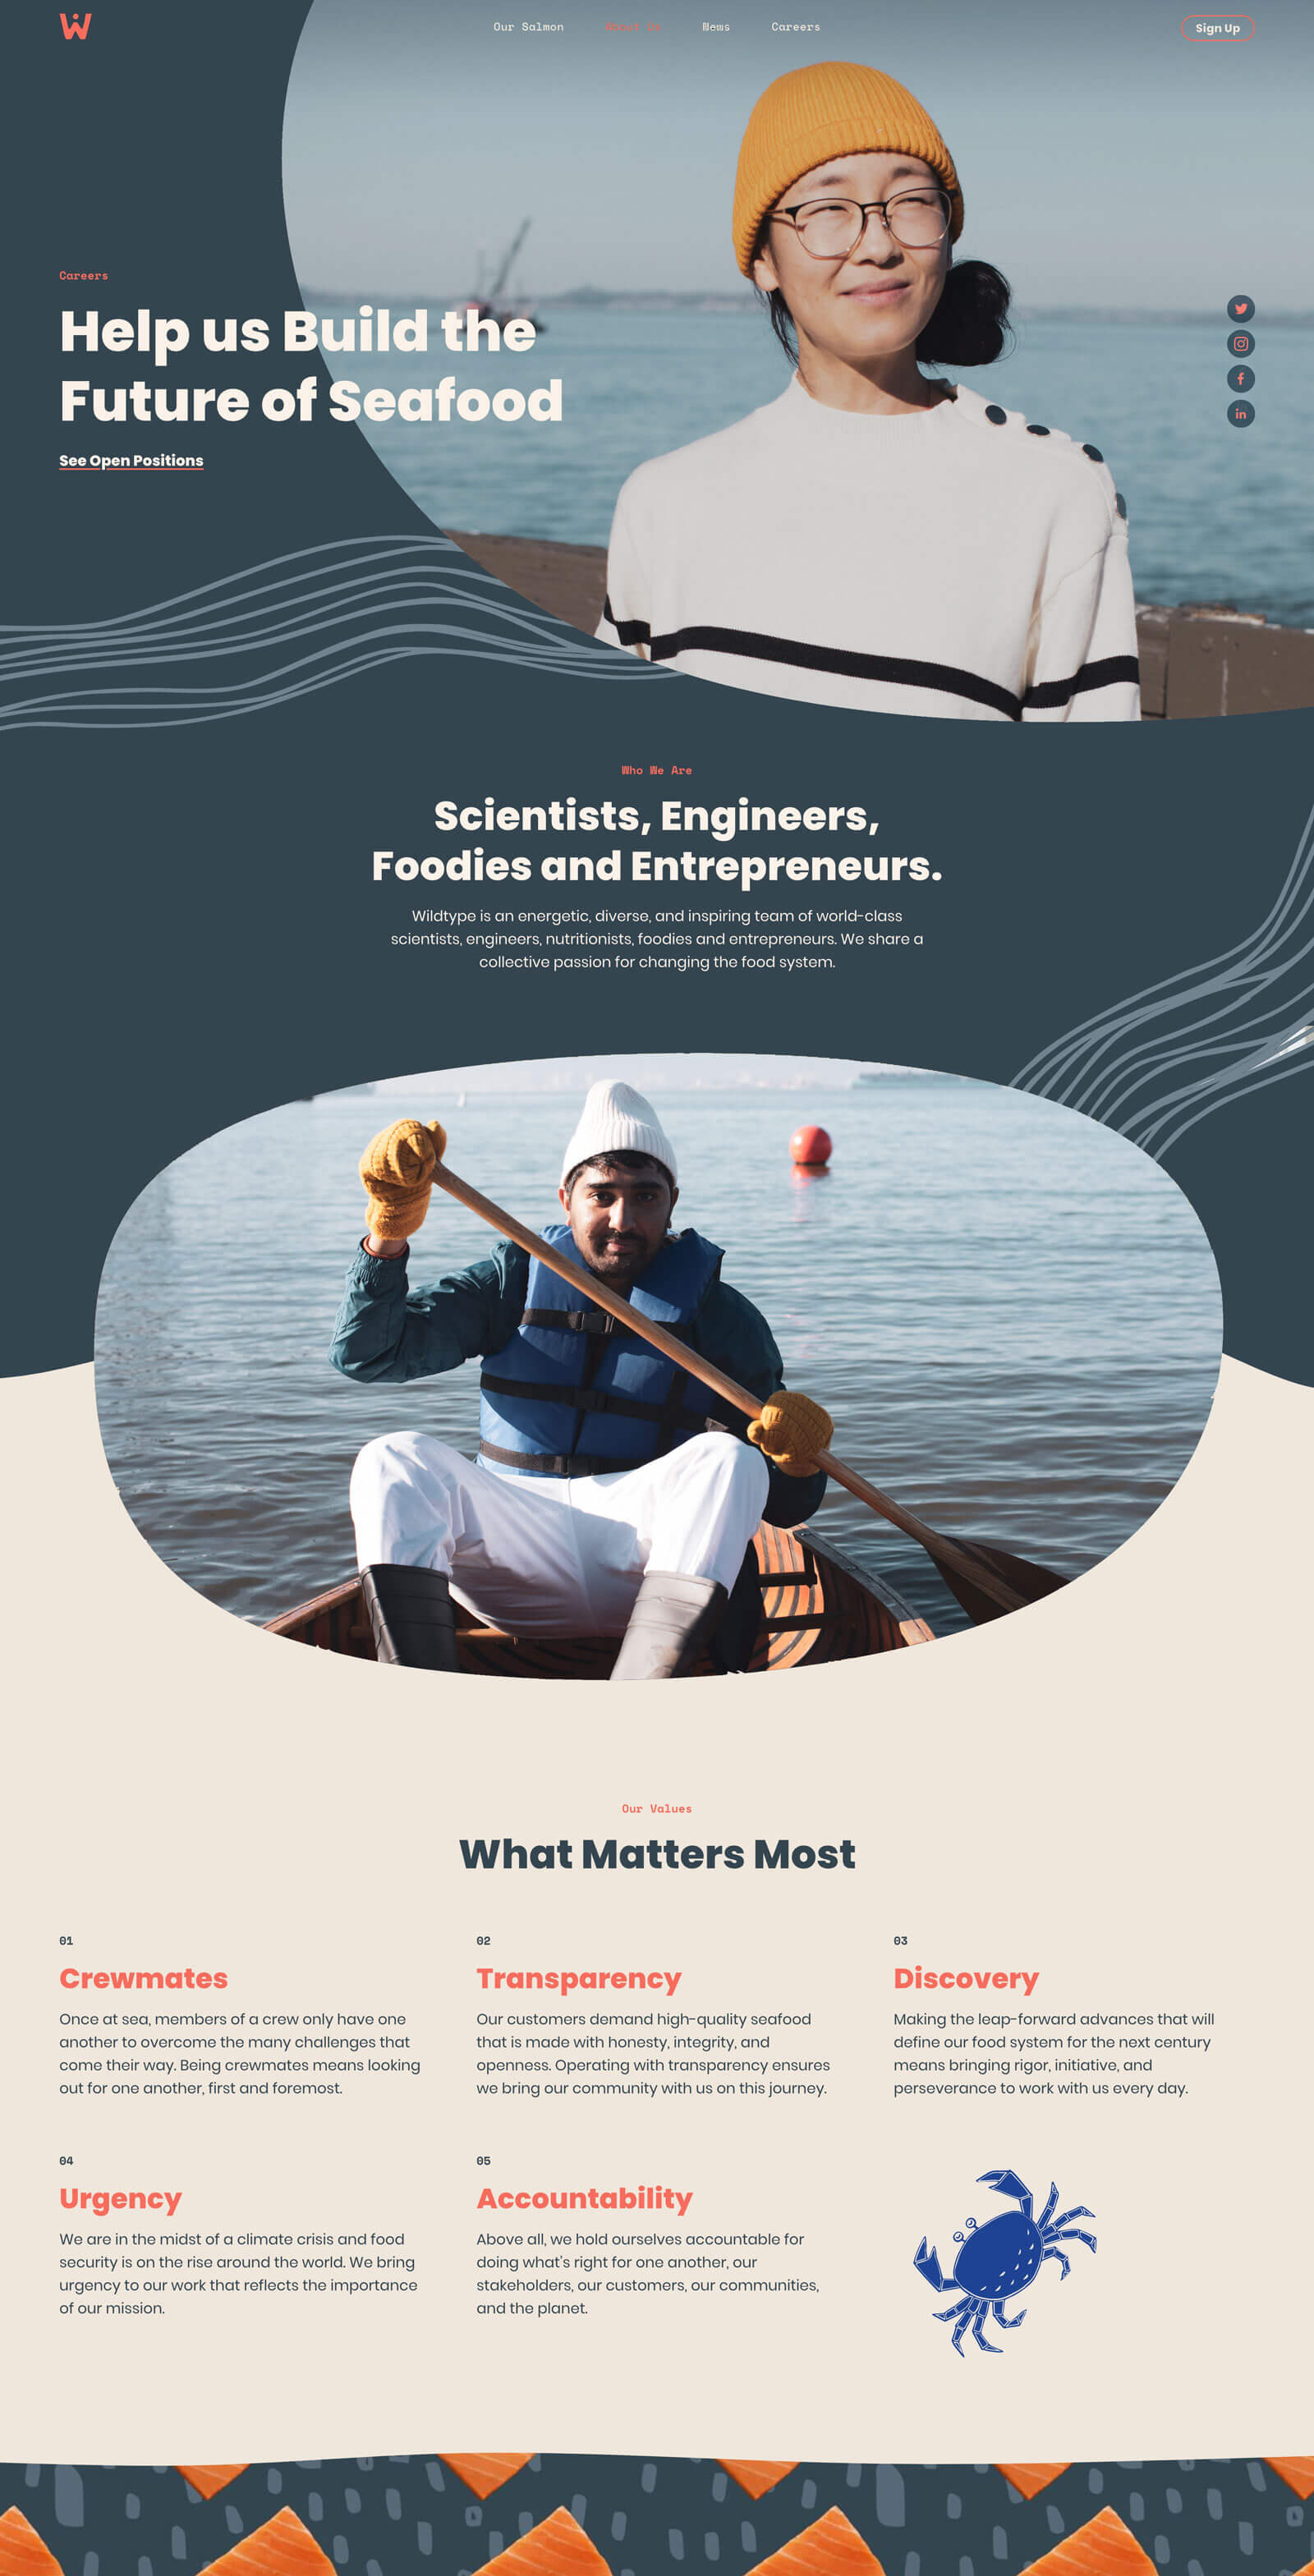 Our Salmon
About Us
News
Careers
Sign Up
Careers
Help us Build the
Future of Seafood
See Open Positions
Who We Are
Scientists, Engineers,
Foodies and Entrepreneurs.
Wildtype is an energetic, diverse, and inspiring team of world-class
scientists, engineers, nutritionists, foodies and entrepreneurs. We share a
collective passion for changing the food system.
Our Values
What Matters Most
01
Crewmates
Once at sea, members of a crew only have one
another to overcome the many challenges that
come their way. Being crewmates means looking
out for one another, first and foremost.
02
Transparency
Our customers demand high-quality seafood
that is made with honesty, integrity, and
openness. Operating with transparency ensures
we bring our community with us on this journey.
03
Discovery
Making the leap-forward advances that will
define our food system for the next century
means bringing rigor, initiative, and
perseverance to work with us every day.
04
Urgency
We are in the midst of a climate crisis and food
security is on the rise around the world. We bring
urgency to our work that reflects the importance
of our mission.
05
Accountability
Above all, we hold ourselves accountable for
doing what's right for one another, our
stakeholders, our customers, our communities,
and the planet.